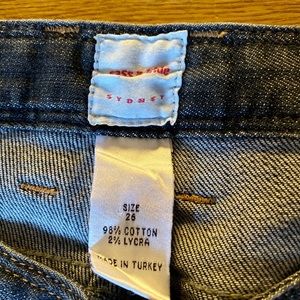 SYDNEY
SIZE
26
98% COTTON
2% LYCRA
MADE IN TURKEY